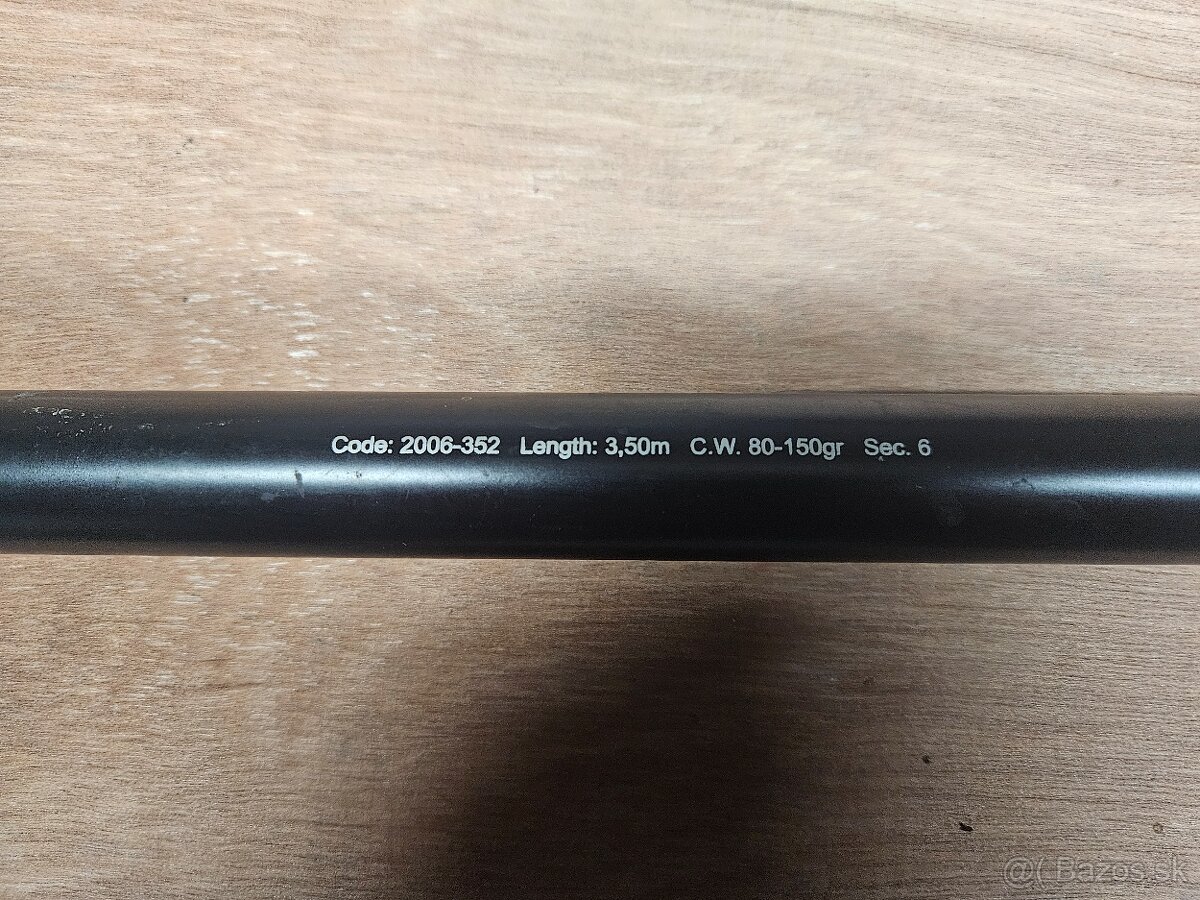 Code: 2006-352 Length: 3,50m C.W. 80-150gr Sec. 6
@( Bazos.sk